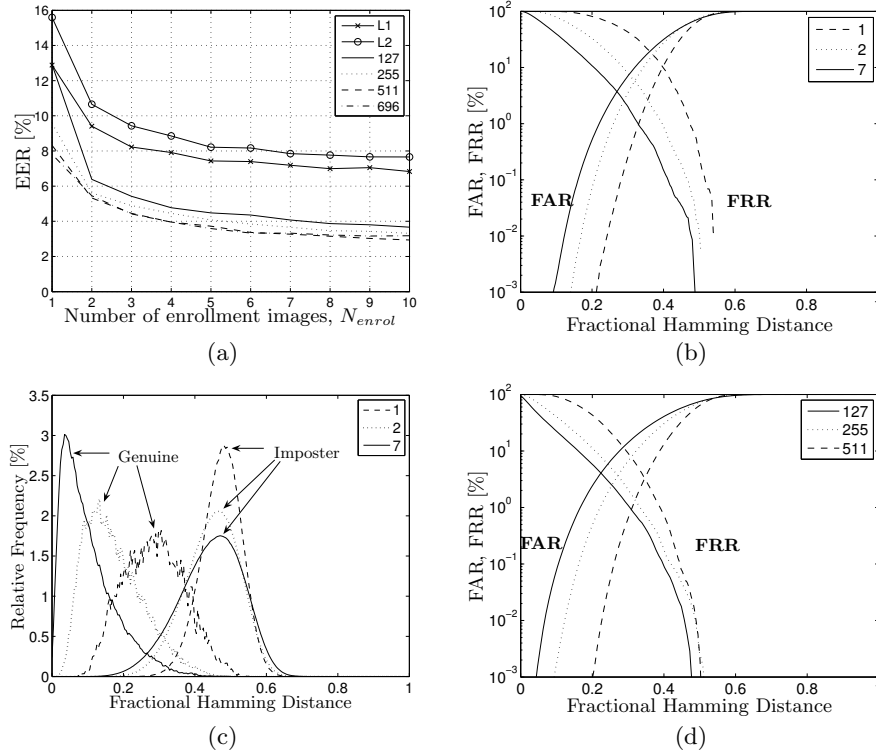 16
14
12
10
8
6
4
2
0
EER [%]
L1
L2
127
255
511
696
1 2 3 4 5 6 7 8 9 10
Number of enrollment images, N_enrol
(a)
10^2
10^1
10^0
10^-1
10^-2
10^-3
FAR, FRR [%]
1
2
7
FAR
FRR
0 0.2 0.4 0.6 0.8 1
Fractional Hamming Distance
(b)
3.5
3
2.5
2
1.5
1
0.5
0
Relative Frequency [%]
1
2
7
Genuine
Imposter
0 0.2 0.4 0.6 0.8 1
Fractional Hamming Distance
(c)
10^2
10^1
10^0
10^-1
10^-2
10^-3
FAR, FRR [%]
127
255
511
FAR
FRR
0 0.2 0.4 0.6 0.8 1
Fractional Hamming Distance
(d)